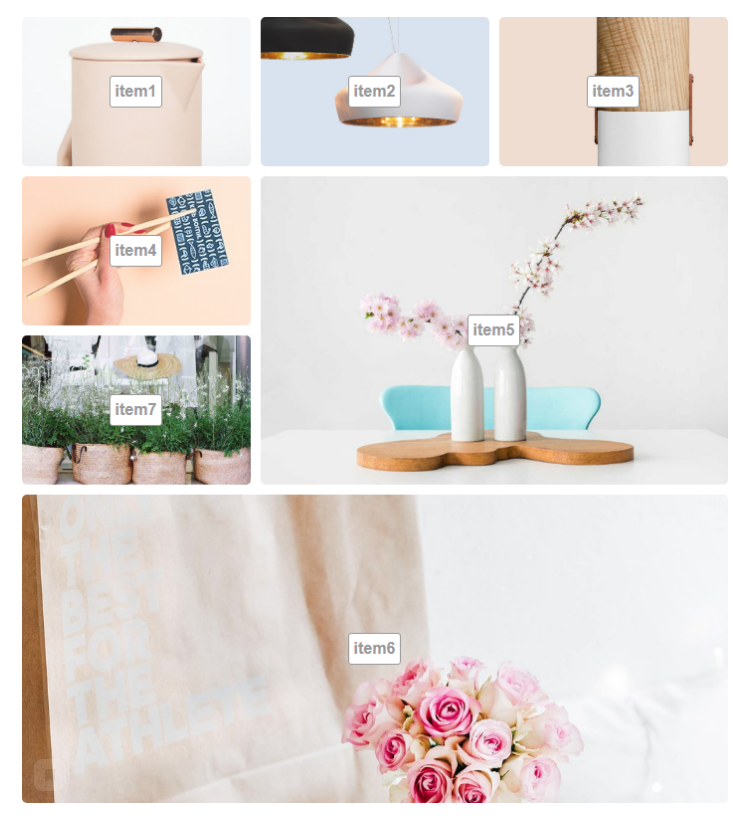 item1
item2
item3
item4
item5
item7
item6
ONLY
THE
BEST
FOR
THE
ATHLETE